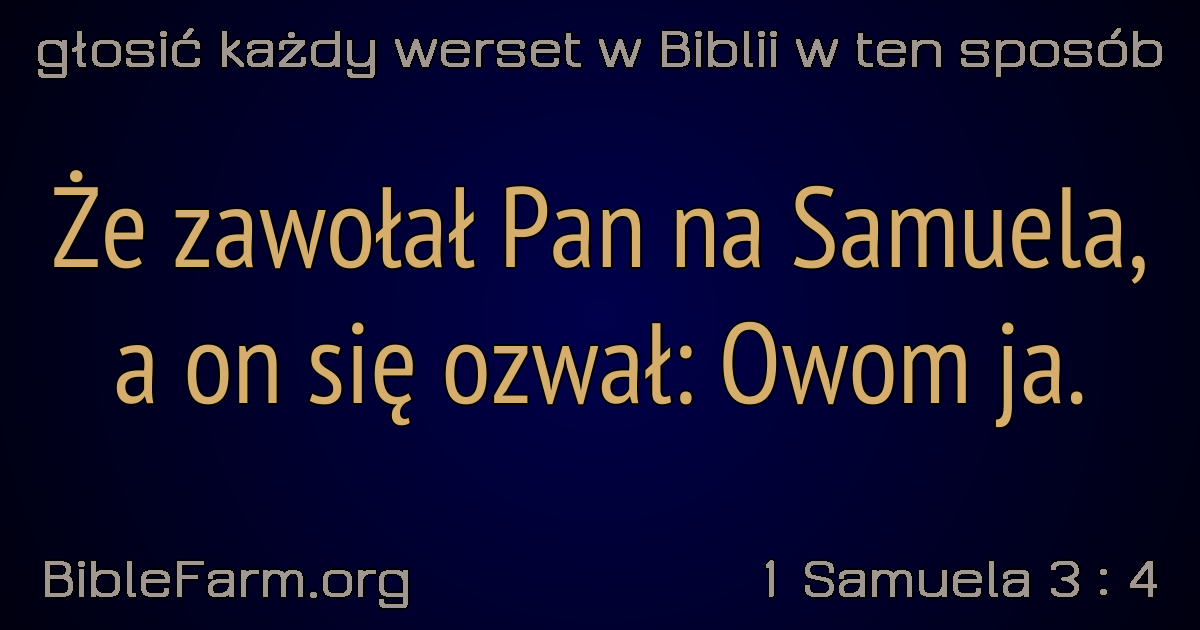 głosić każdy werset w Biblii w ten sposób
Że zawołał Pan na Samuela,
a on się ozwał: Owom ja.
BibleFarm.org
1 Samuela 3 : 4